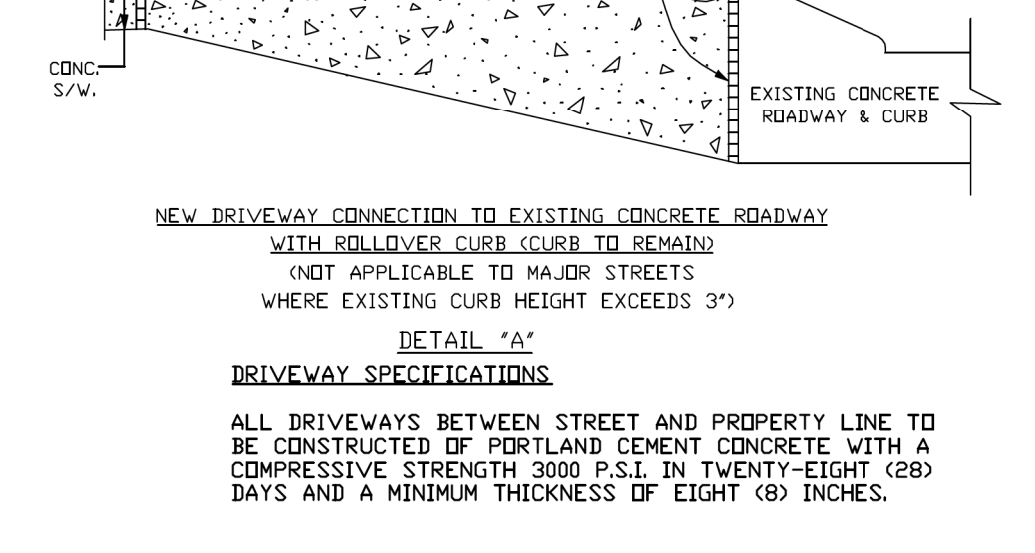 CONC.
S/W.
EXISTING CONCRETE
ROADWAY & CURB
NEW DRIVEWAY CONNECTION TO EXISTING CONCRETE ROADWAY
WITH ROLLOVER CURB (CURB TO REMAIN)
(NOT APPLICABLE TO MAJOR STREETS
WHERE EXISTING CURB HEIGHT EXCEEDS 3")
DETAIL "A"
DRIVEWAY SPECIFICATIONS
ALL DRIVEWAYS BETWEEN STREET AND PROPERTY LINE TO
BE CONSTRUCTED OF PORTLAND CEMENT CONCRETE WITH A
COMPRESSIVE STRENGTH 3000 P.S.I. IN TWENTY-EIGHT (28)
DAYS AND A MINIMUM THICKNESS OF EIGHT (8) INCHES.